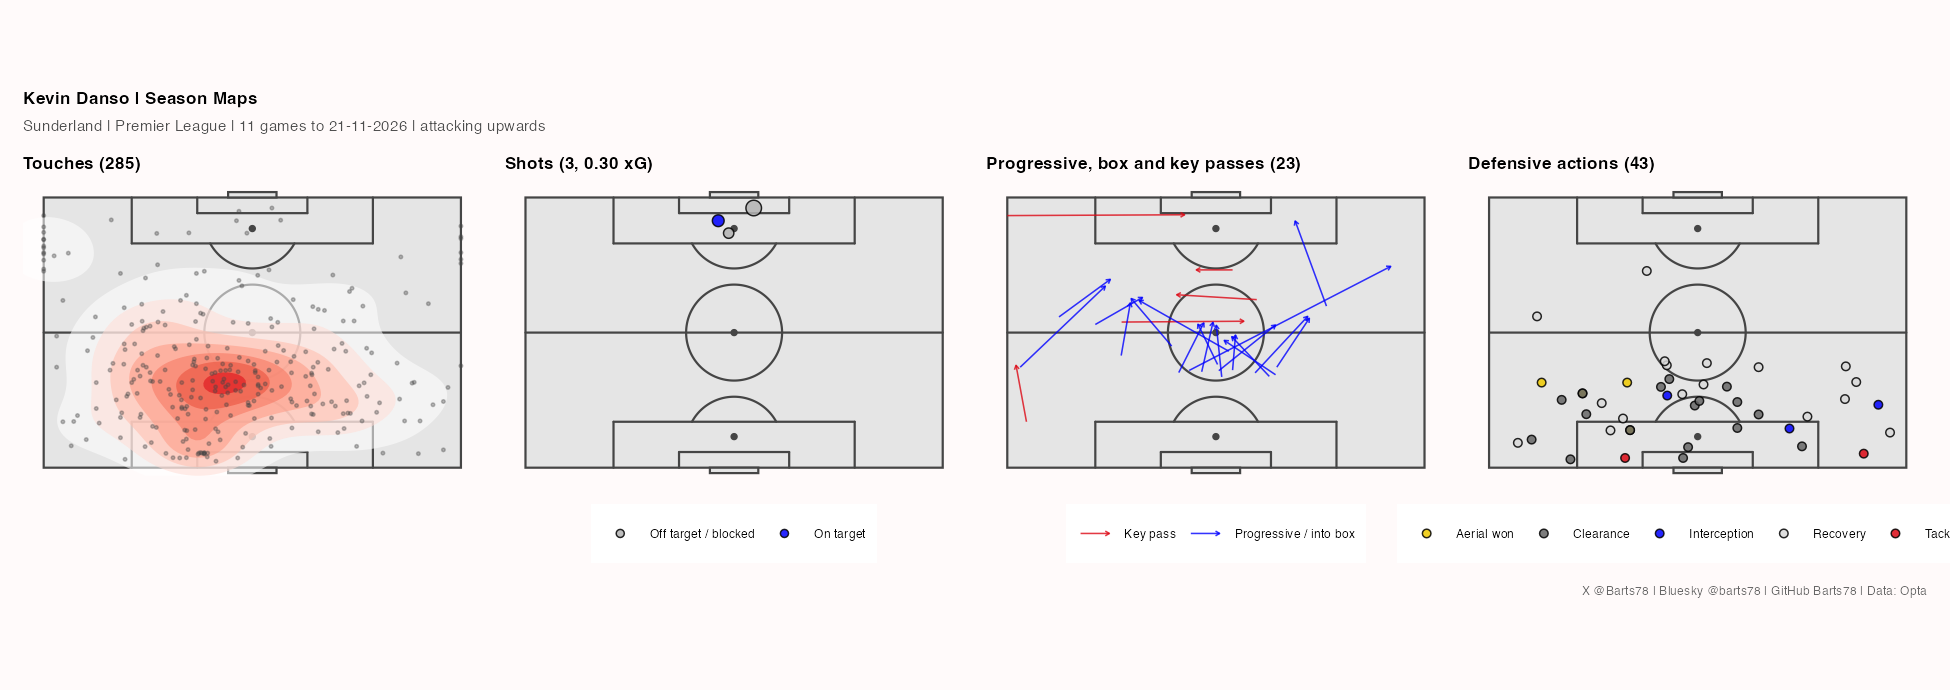 Kevin Danso | Season Maps
Sunderland | Premier League | 11 games to 21-11-2026 | attacking upwards
Touches (285)
Shots (3, 0.30 xG)
Progressive, box and key passes (23)
Defensive actions (43)
Off target / blocked
On target
Key pass
Progressive / into box
Aerial won
Clearance
Interception
Recovery
Tack
X @Barts78 | Bluesky @barts78 | GitHub Barts78 | Data: Opta